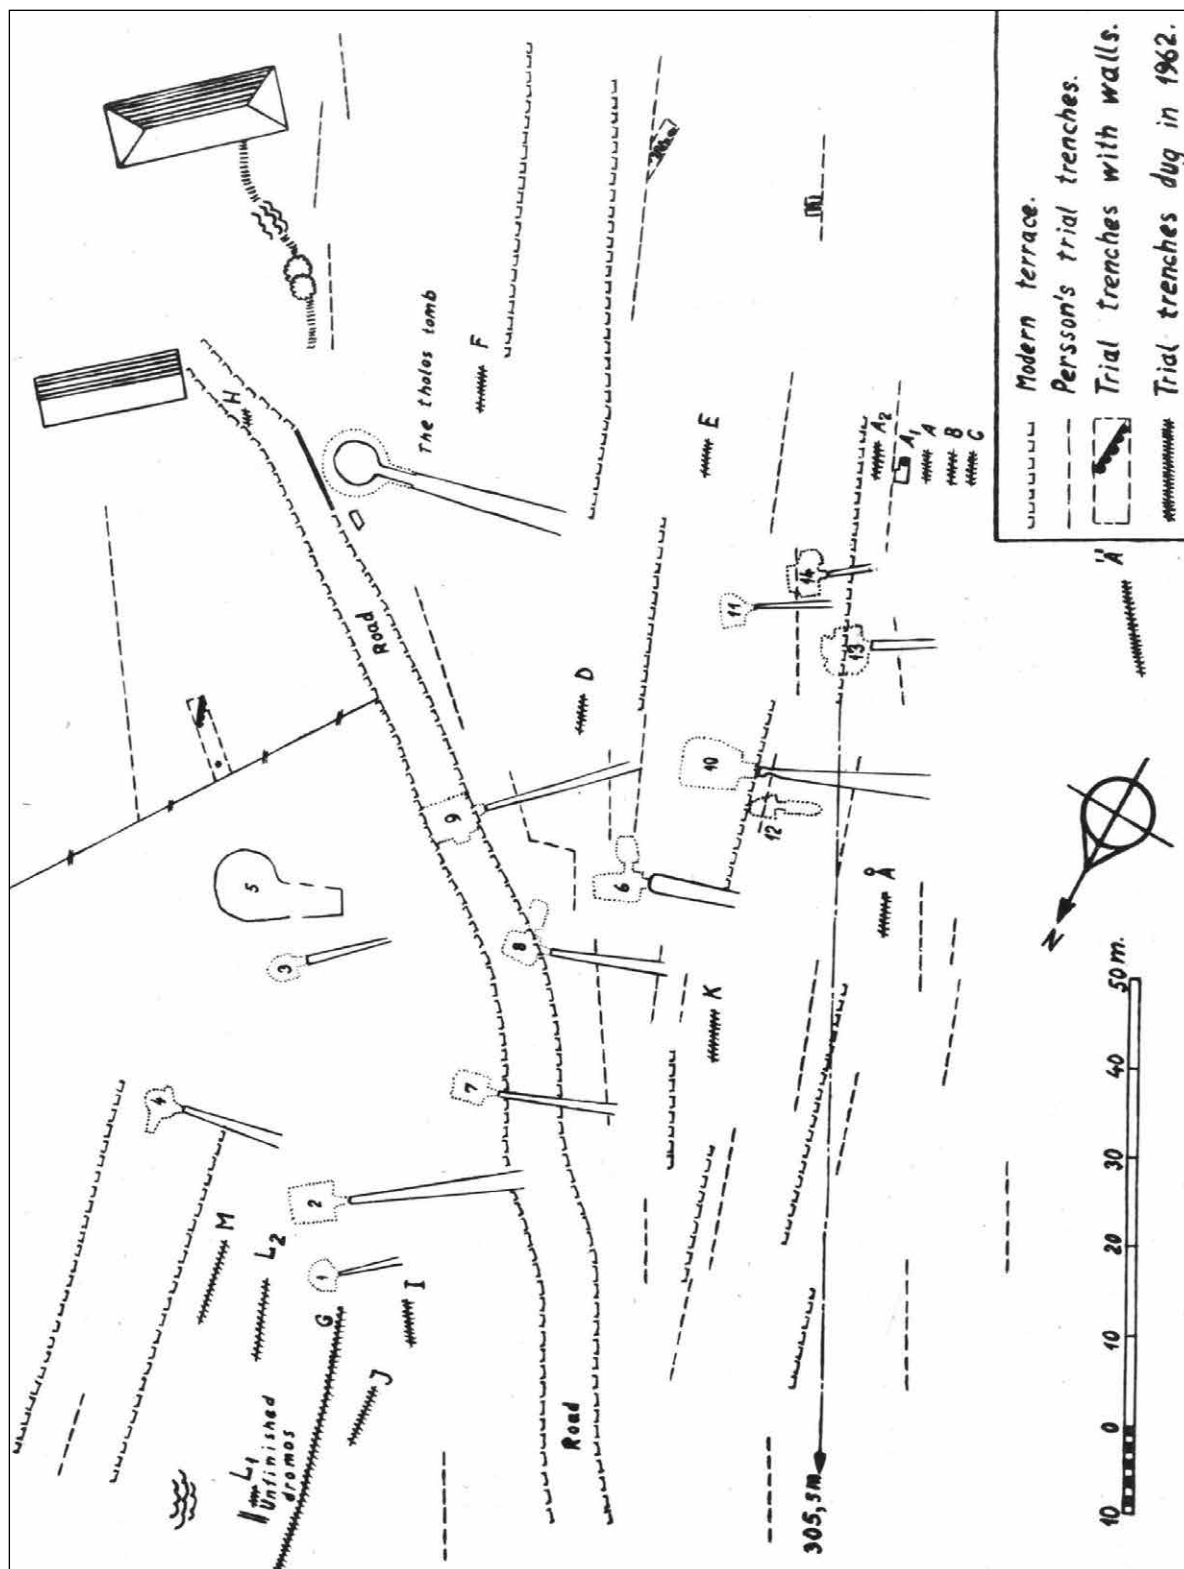 Modern terrace.
Persson's trial trenches.
Trial trenches with walls.
Trial trenches dug in 1962.
The tholos tomb
Road
Road
Unfinished
dromos
L1
L2
M
G
I
J
H
F
E
D
K
Å
Ä
A2
A1
A
B
C
1
2
3
4
5
6
7
8
9
10
11
12
13
14
N
305,9m
10 0 10 20 30 40 50m.